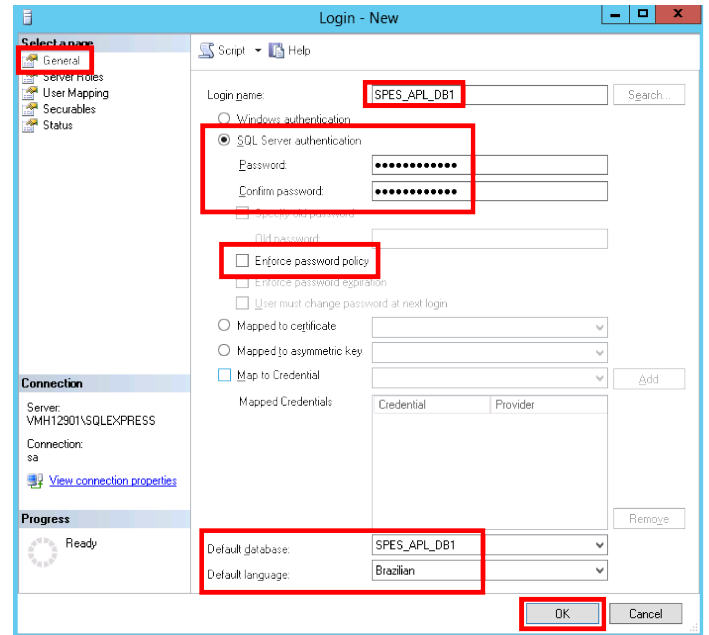 Login - New
Select a page
General
Server Roles
User Mapping
Securables
Status
Script Help
Login name: SPES_APL_DB1 Search...
Windows authentication
SQL Server authentication
Password: ●●●●●●●●●●●●
Confirm password: ●●●●●●●●●●●●
Specify old password
Old password:
Enforce password policy
Enforce password expiration
User must change password at next login
Mapped to certificate
Mapped to asymmetric key
Map to Credential Add
Mapped Credentials Credential Provider
Remove
Default database: SPES_APL_DB1
Default language: Brazilian
Connection
Server:
VMH12901\SQLEXPRESS
Connection:
sa
View connection properties
Progress
Ready
OK Cancel